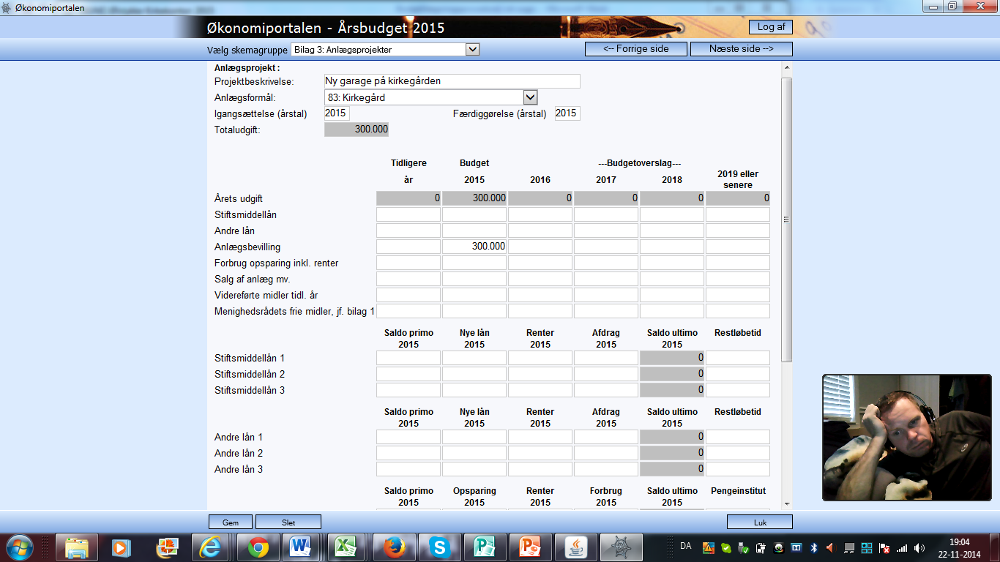 Økonomiportalen
Økonomiportalen - Årsbudget 2015
Log af
Vælg skemagruppe Bilag 3: Anlægsprojekter <-- Forrige side Næste side -->
Anlægsprojekt :
Projektbeskrivelse: Ny garage på kirkegården
Anlægsformål: 83: Kirkegård
Igangsættelse (årstal) 2015 Færdiggørelse (årstal) 2015
Totaludgift: 300.000
Tidligere Budget ---Budgetoverslag---
år 2015 2016 2017 2018 2019 eller senere
Årets udgift 0 300.000 0 0 0 0
Stiftsmiddellån
Andre lån
Anlægsbevilling 300.000
Forbrug opsparing inkl. renter
Salg af anlæg mv.
Videreførte midler tidl. år
Menighedsrådets frie midler, jf. bilag 1
Saldo primo Nye lån Renter Afdrag Saldo ultimo Restløbetid
2015 2015 2015 2015 2015
Stiftsmiddellån 1 0
Stiftsmiddellån 2 0
Stiftsmiddellån 3 0
Saldo primo Nye lån Renter Afdrag Saldo ultimo Restløbetid
2015 2015 2015 2015 2015
Andre lån 1 0
Andre lån 2 0
Andre lån 3 0
Saldo primo Opsparing Renter Forbrug Saldo ultimo Pengeinstitut
2015 2015 2015 2015 2015
Gem Slet Luk
DA 19:04
22-11-2014